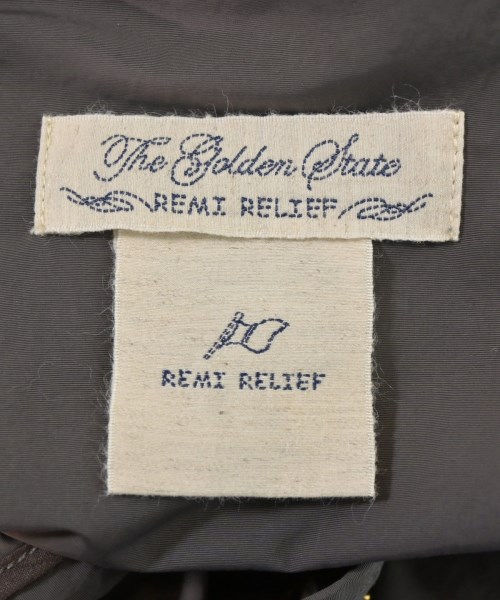 The Golden State
REMI RELIEF
REMI RELIEF